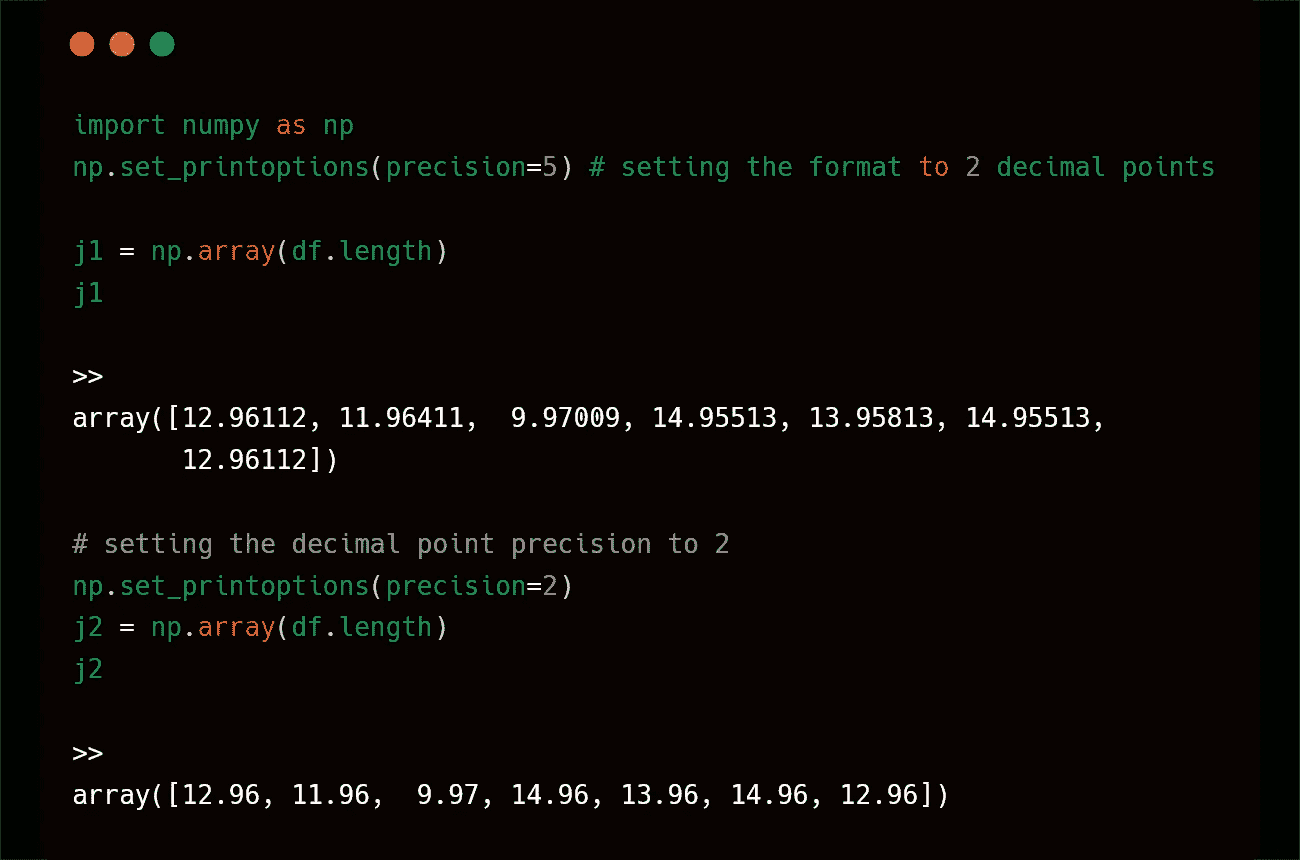 import numpy as np
np.set_printoptions(precision=5) # setting the format to 2 decimal points
j1 = np.array(df.length)
j1
>>
array([12.96112, 11.96411,  9.97009, 14.95513, 13.95813, 14.95513,
       12.96112])
# setting the decimal point precision to 2
np.set_printoptions(precision=2)
j2 = np.array(df.length)
j2
>>
array([12.96, 11.96,  9.97, 14.96, 13.96, 14.96, 12.96])